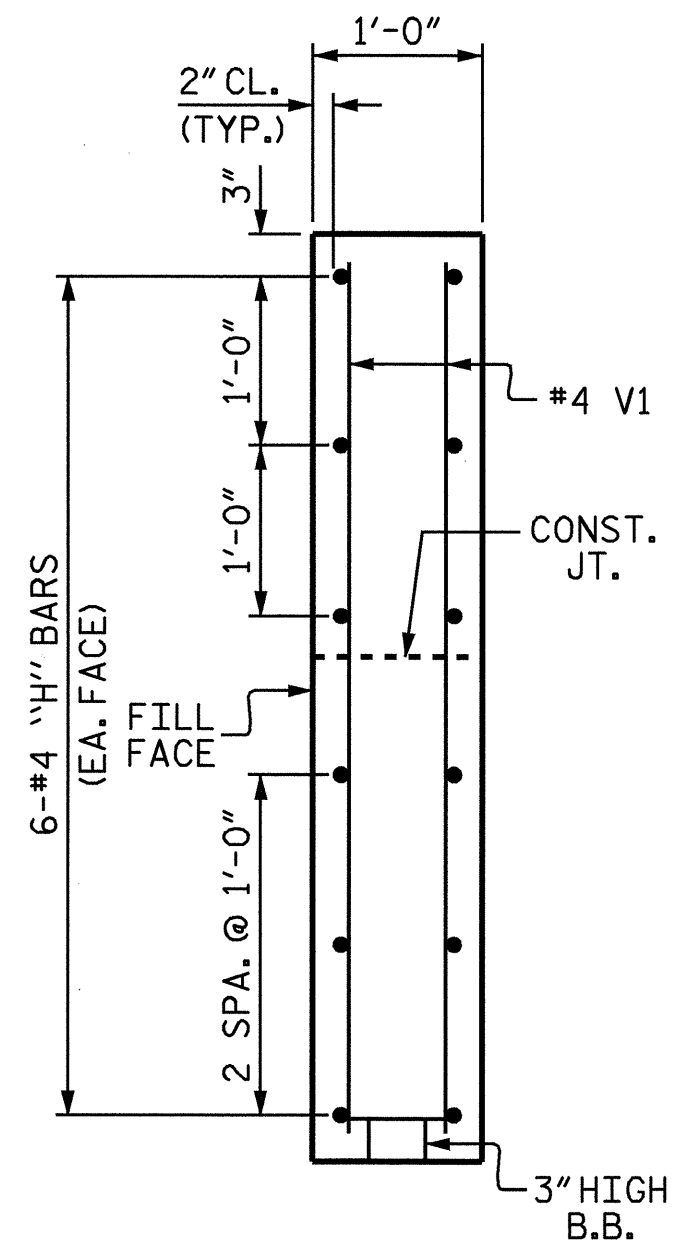 1'-0"
2" CL.
(TYP.)
3"
1'-0"
#4 V1
1'-0"
CONST.
JT.
6-#4 ``H'' BARS
(EA. FACE)
FILL
FACE
2 SPA. @ 1'-0"
3" HIGH
B.B.